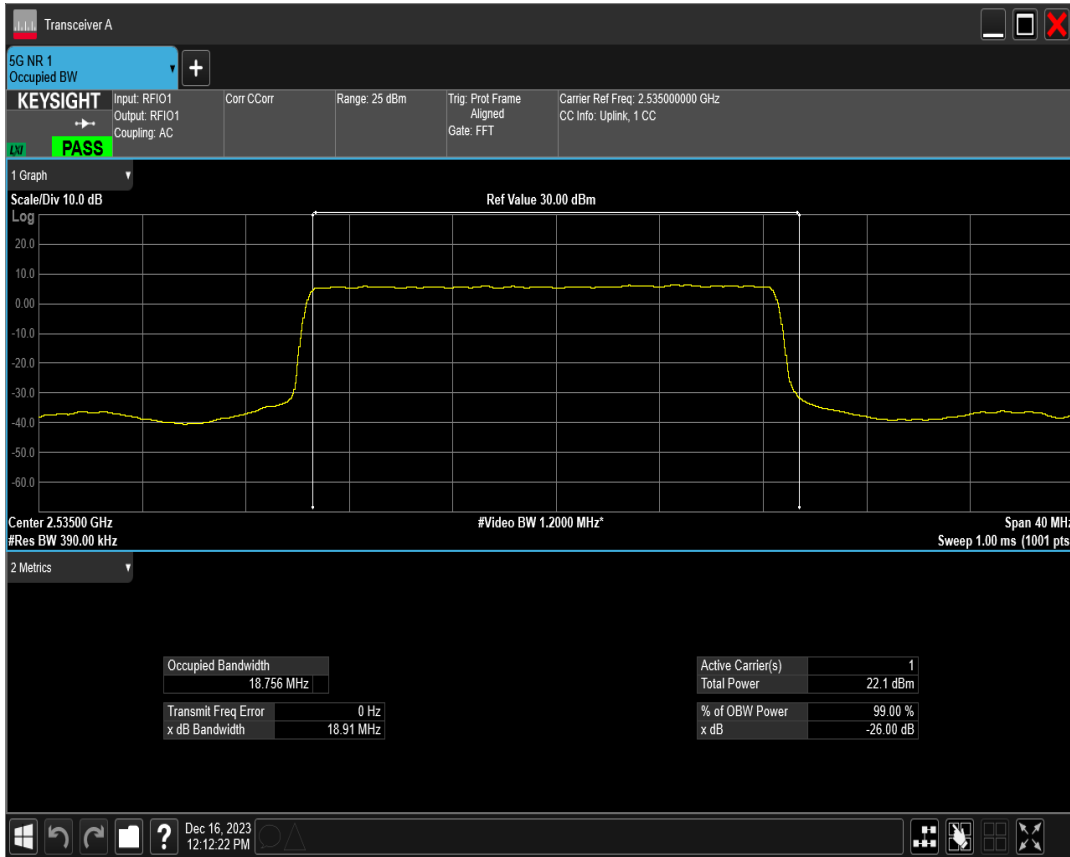 Transceiver A
5G NR 1
Occupied BW
KEYSIGHT
Input: RFIO1
Output: RFIO1
Coupling: AC
Corr CCorr
Range: 25 dBm
Trig: Prot Frame
Aligned
Gate: FFT
Carrier Ref Freq: 2.535000000 GHz
CC Info: Uplink, 1 CC
LXI
PASS
1 Graph
Scale/Div 10.0 dB
Ref Value 30.00 dBm
Log
20.0
10.0
0.00
-10.0
-20.0
-30.0
-40.0
-50.0
-60.0
Center 2.53500 GHz
#Video BW 1.2000 MHz*
Span 40 MHz
#Res BW 390.00 kHz
Sweep 1.00 ms (1001 pts
2 Metrics
Occupied Bandwidth
18.756 MHz
Transmit Freq Error 0 Hz
x dB Bandwidth 18.91 MHz
Active Carrier(s) 1
Total Power 22.1 dBm
% of OBW Power 99.00 %
x dB -26.00 dB
?
Dec 16, 2023
12:12:22 PM